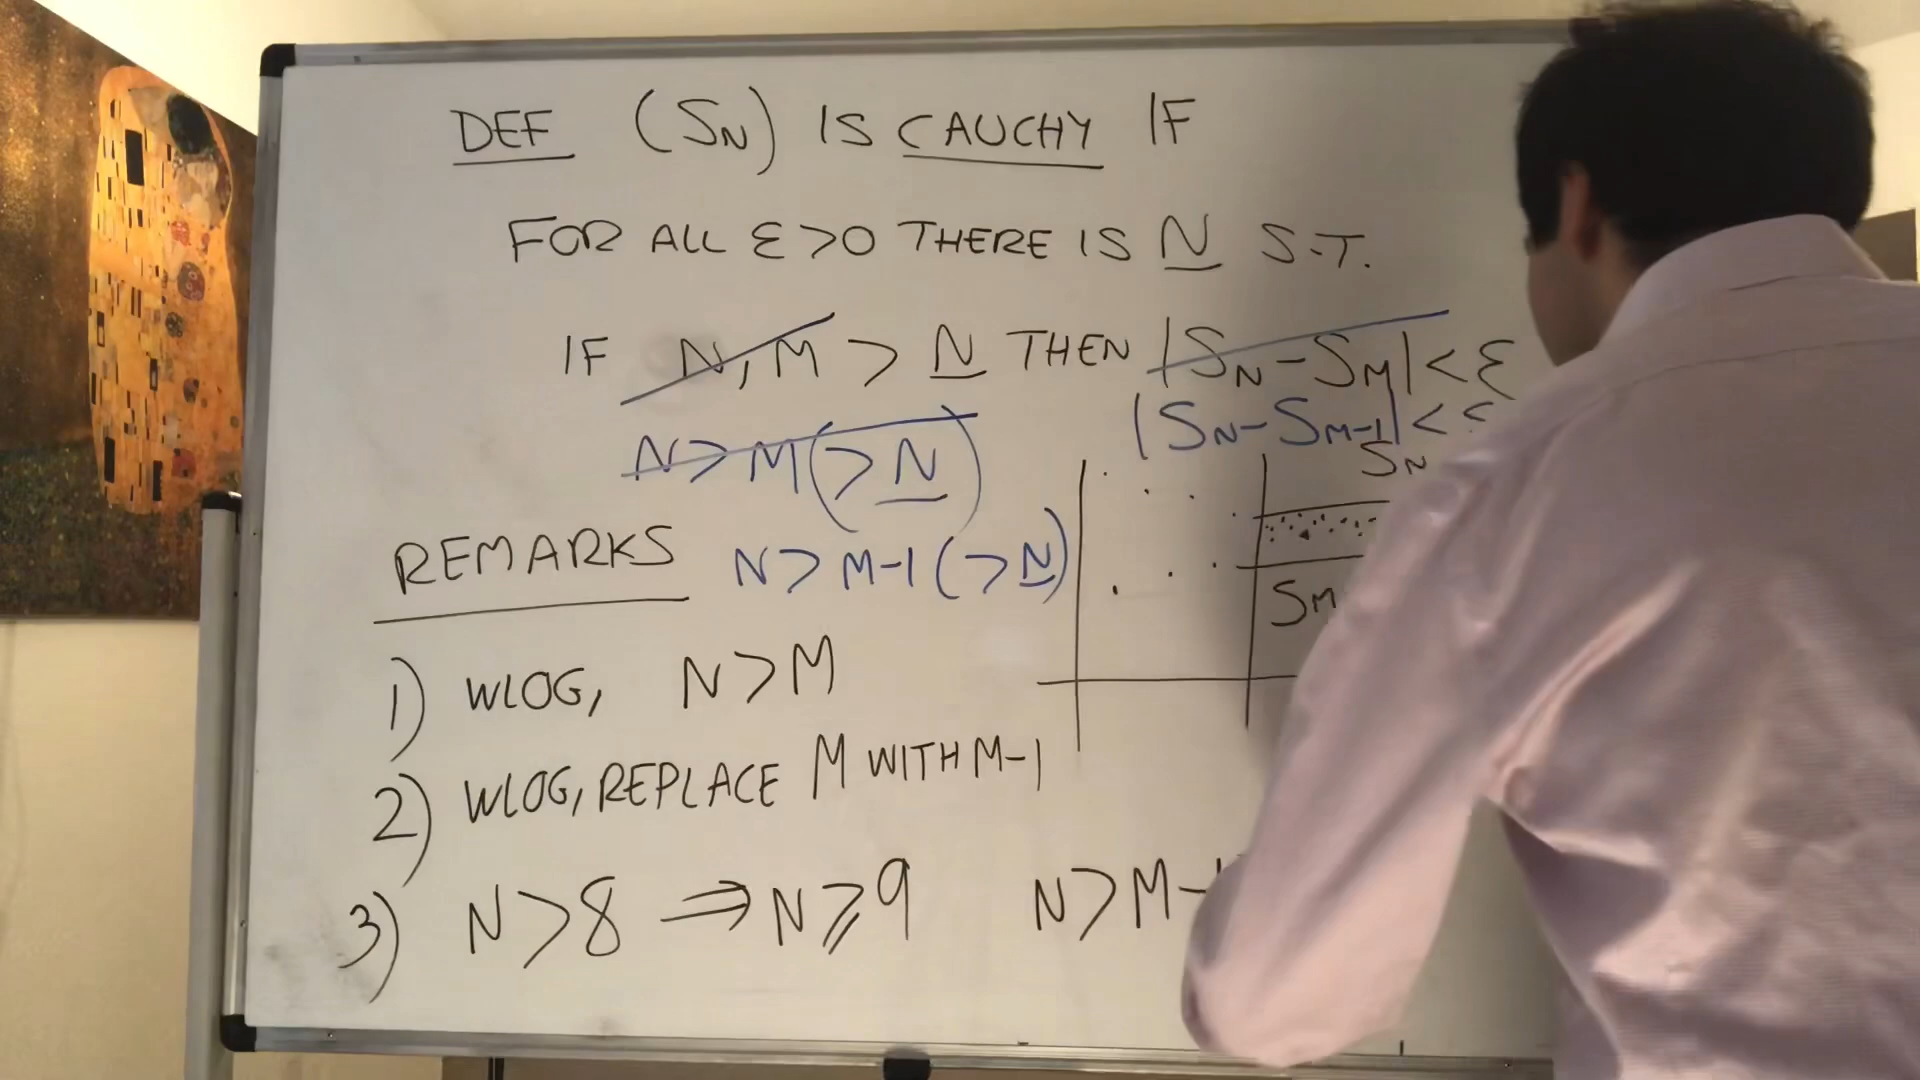 DEF (SN) IS CAUCHY IF
FOR ALL ε>0 THERE IS N S.T.
IF N, M > N THEN |SN - SM| < ε
N > M (> N) |SN - SM-1| <
SN
REMARKS N > M-1 (> N)
SM
1) WLOG, N > M
2) WLOG, REPLACE M WITH M-1
3) N > 8 ⇒ N ⩾ 9 N > M-